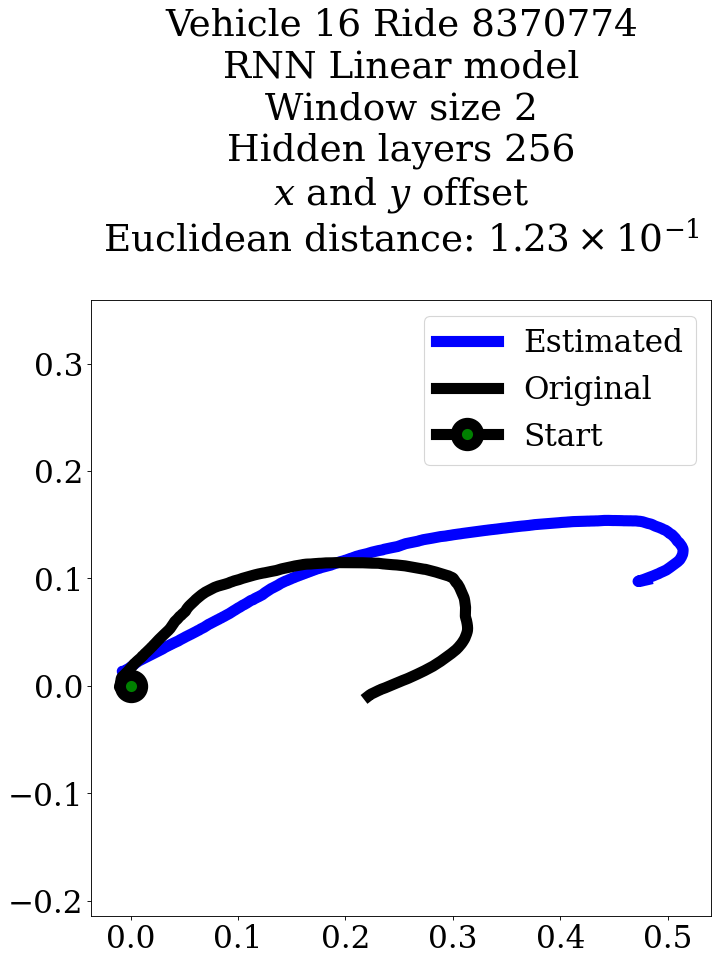 Vehicle 16 Ride 8370774
RNN Linear model
Window size 2
Hidden layers 256
x and y offset
Euclidean distance: 1.23 × 10⁻¹
Estimated
Original
Start
0.3
0.2
0.1
0.0
−0.1
−0.2
0.0 0.1 0.2 0.3 0.4 0.5